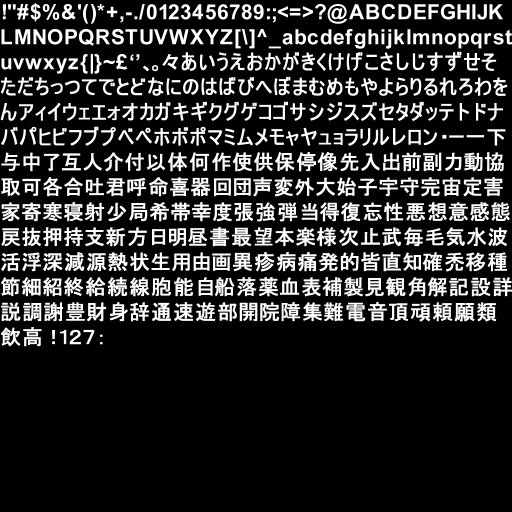 !"#$%&'()*+,-./0123456789:;<=>?@ABCDEFGHIJK
LMNOPQRSTUVWXYZ[\]^_abcdefghijklmnopqrst
uvwxyz{|}~£‘’、。々あいうえおかがきくけげこさしじすずせそ
ただちっつてでとどなにのはばびへぼまむめもやよらりるれろわを
んアィイウェエォオカガキギクグゲコゴサシジスズセタダッテトドナ
バパヒビフブプベペホボポマミムメモャヤュョラリルレロン・ー一下
与中了互人介付以体何作使供保停像先入出前副力動協
取可各合吐君呼命喜器回団声変外大始子宇守完宙定害
家寄寒寝射少局希帯幸度張強弾当得復忘性悪想意感態
戻抜押持支新方日明昼書最望本楽様次止武毎毛気水波
活浮深減源熱状生用由画異疹病痛発的皆直知確禿移種
節細紹終給続線胞能自船落薬血表補製見観角解記設詳
説調謝豊財身辞通速遊部開院障集難電音頂頑頼願類
飲高!127: